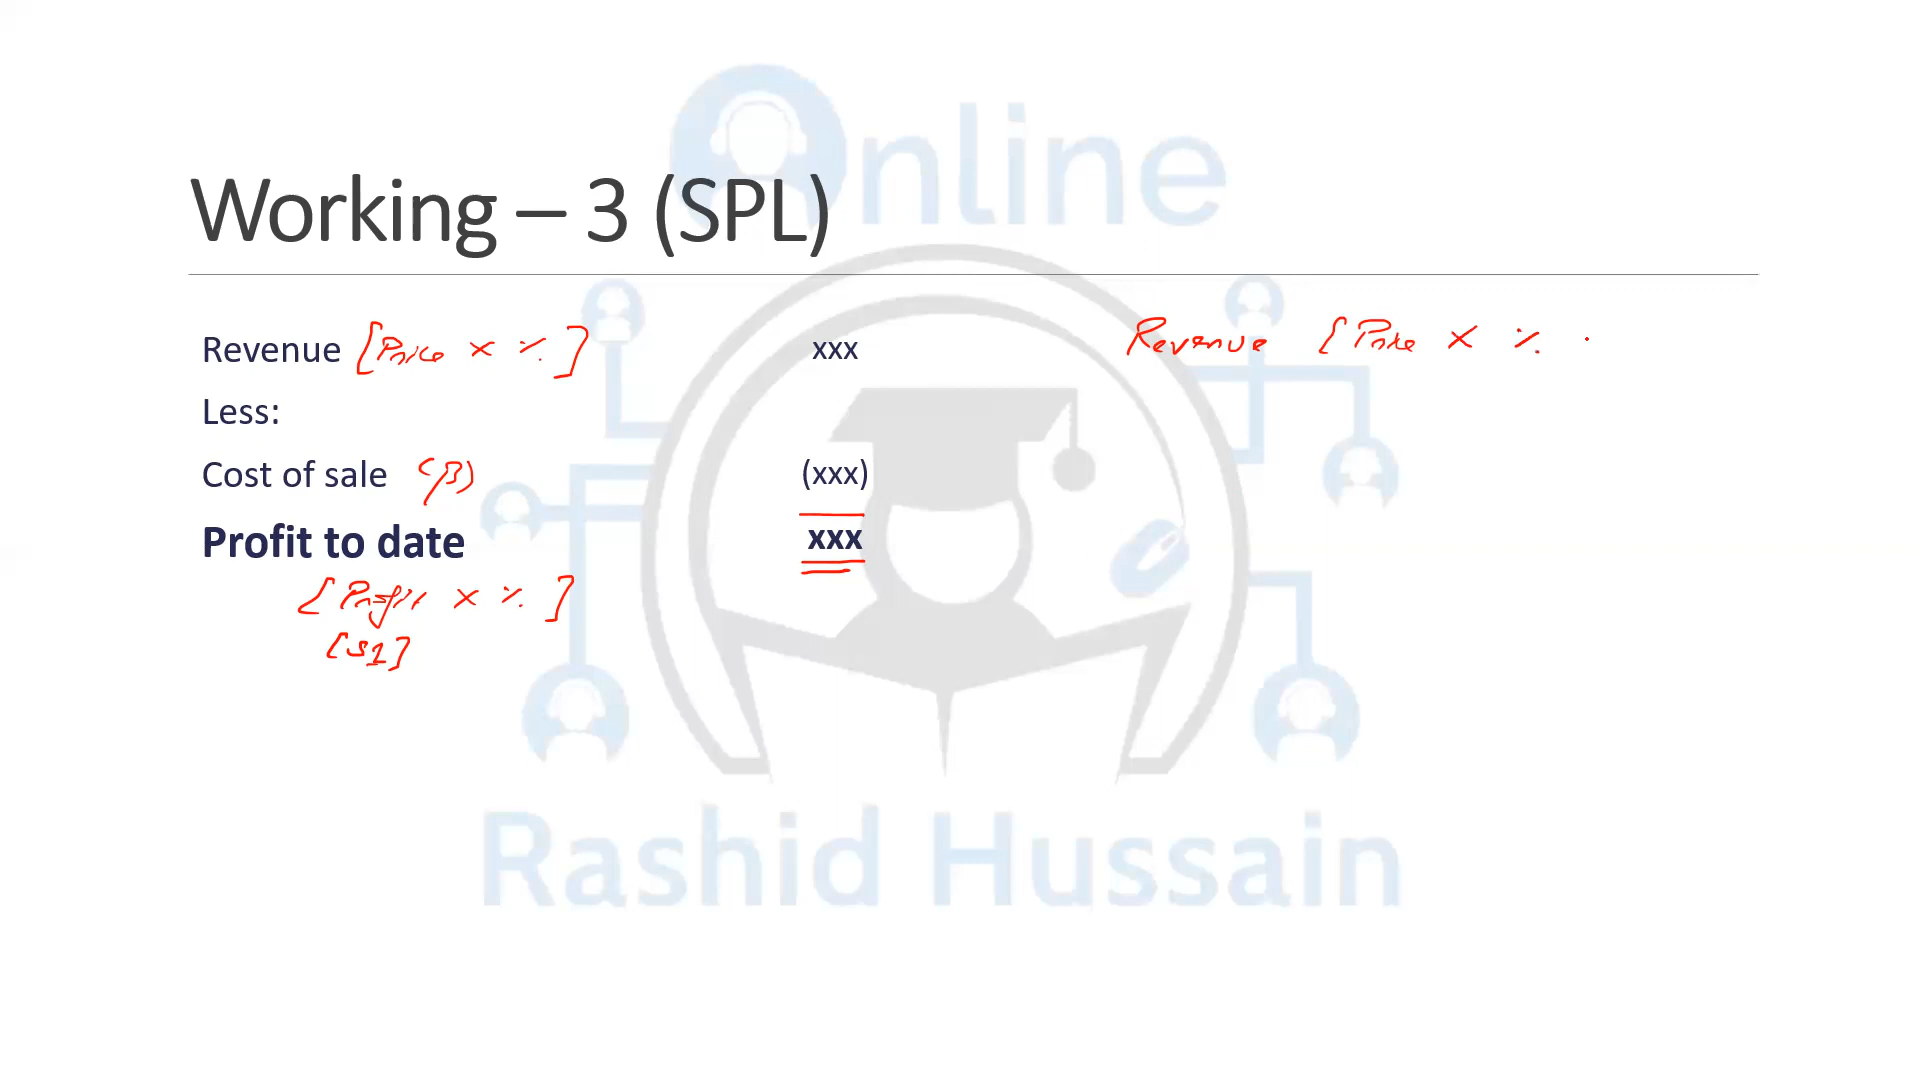 Online
Working – 3 (SPL)
Revenue [Price × %] xxx Revenue [Price × % .
Less:
Cost of sale (β) (xxx)
Profit to date xxx
[Profit × %]
[S1]
Rashid Hussain